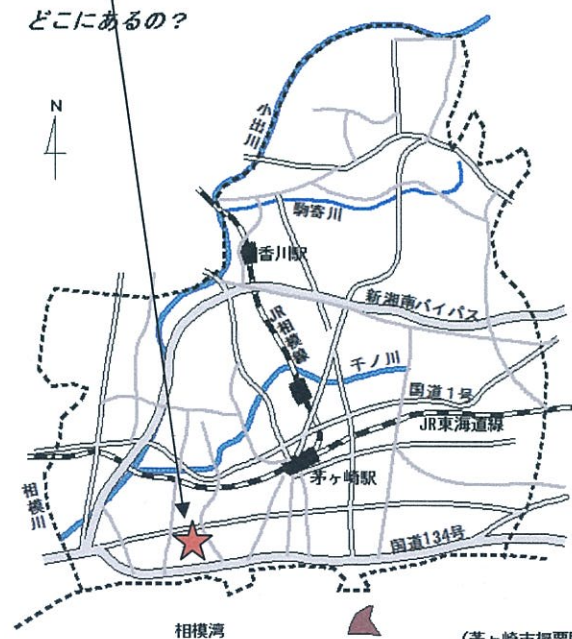 どこにあるの？
N
小出川
駒寄川
香川駅
新湘南バイパス
JR相模線
千ノ川
国道1号
JR東海道線
茅ヶ崎駅
相模川
国道134号
相模湾